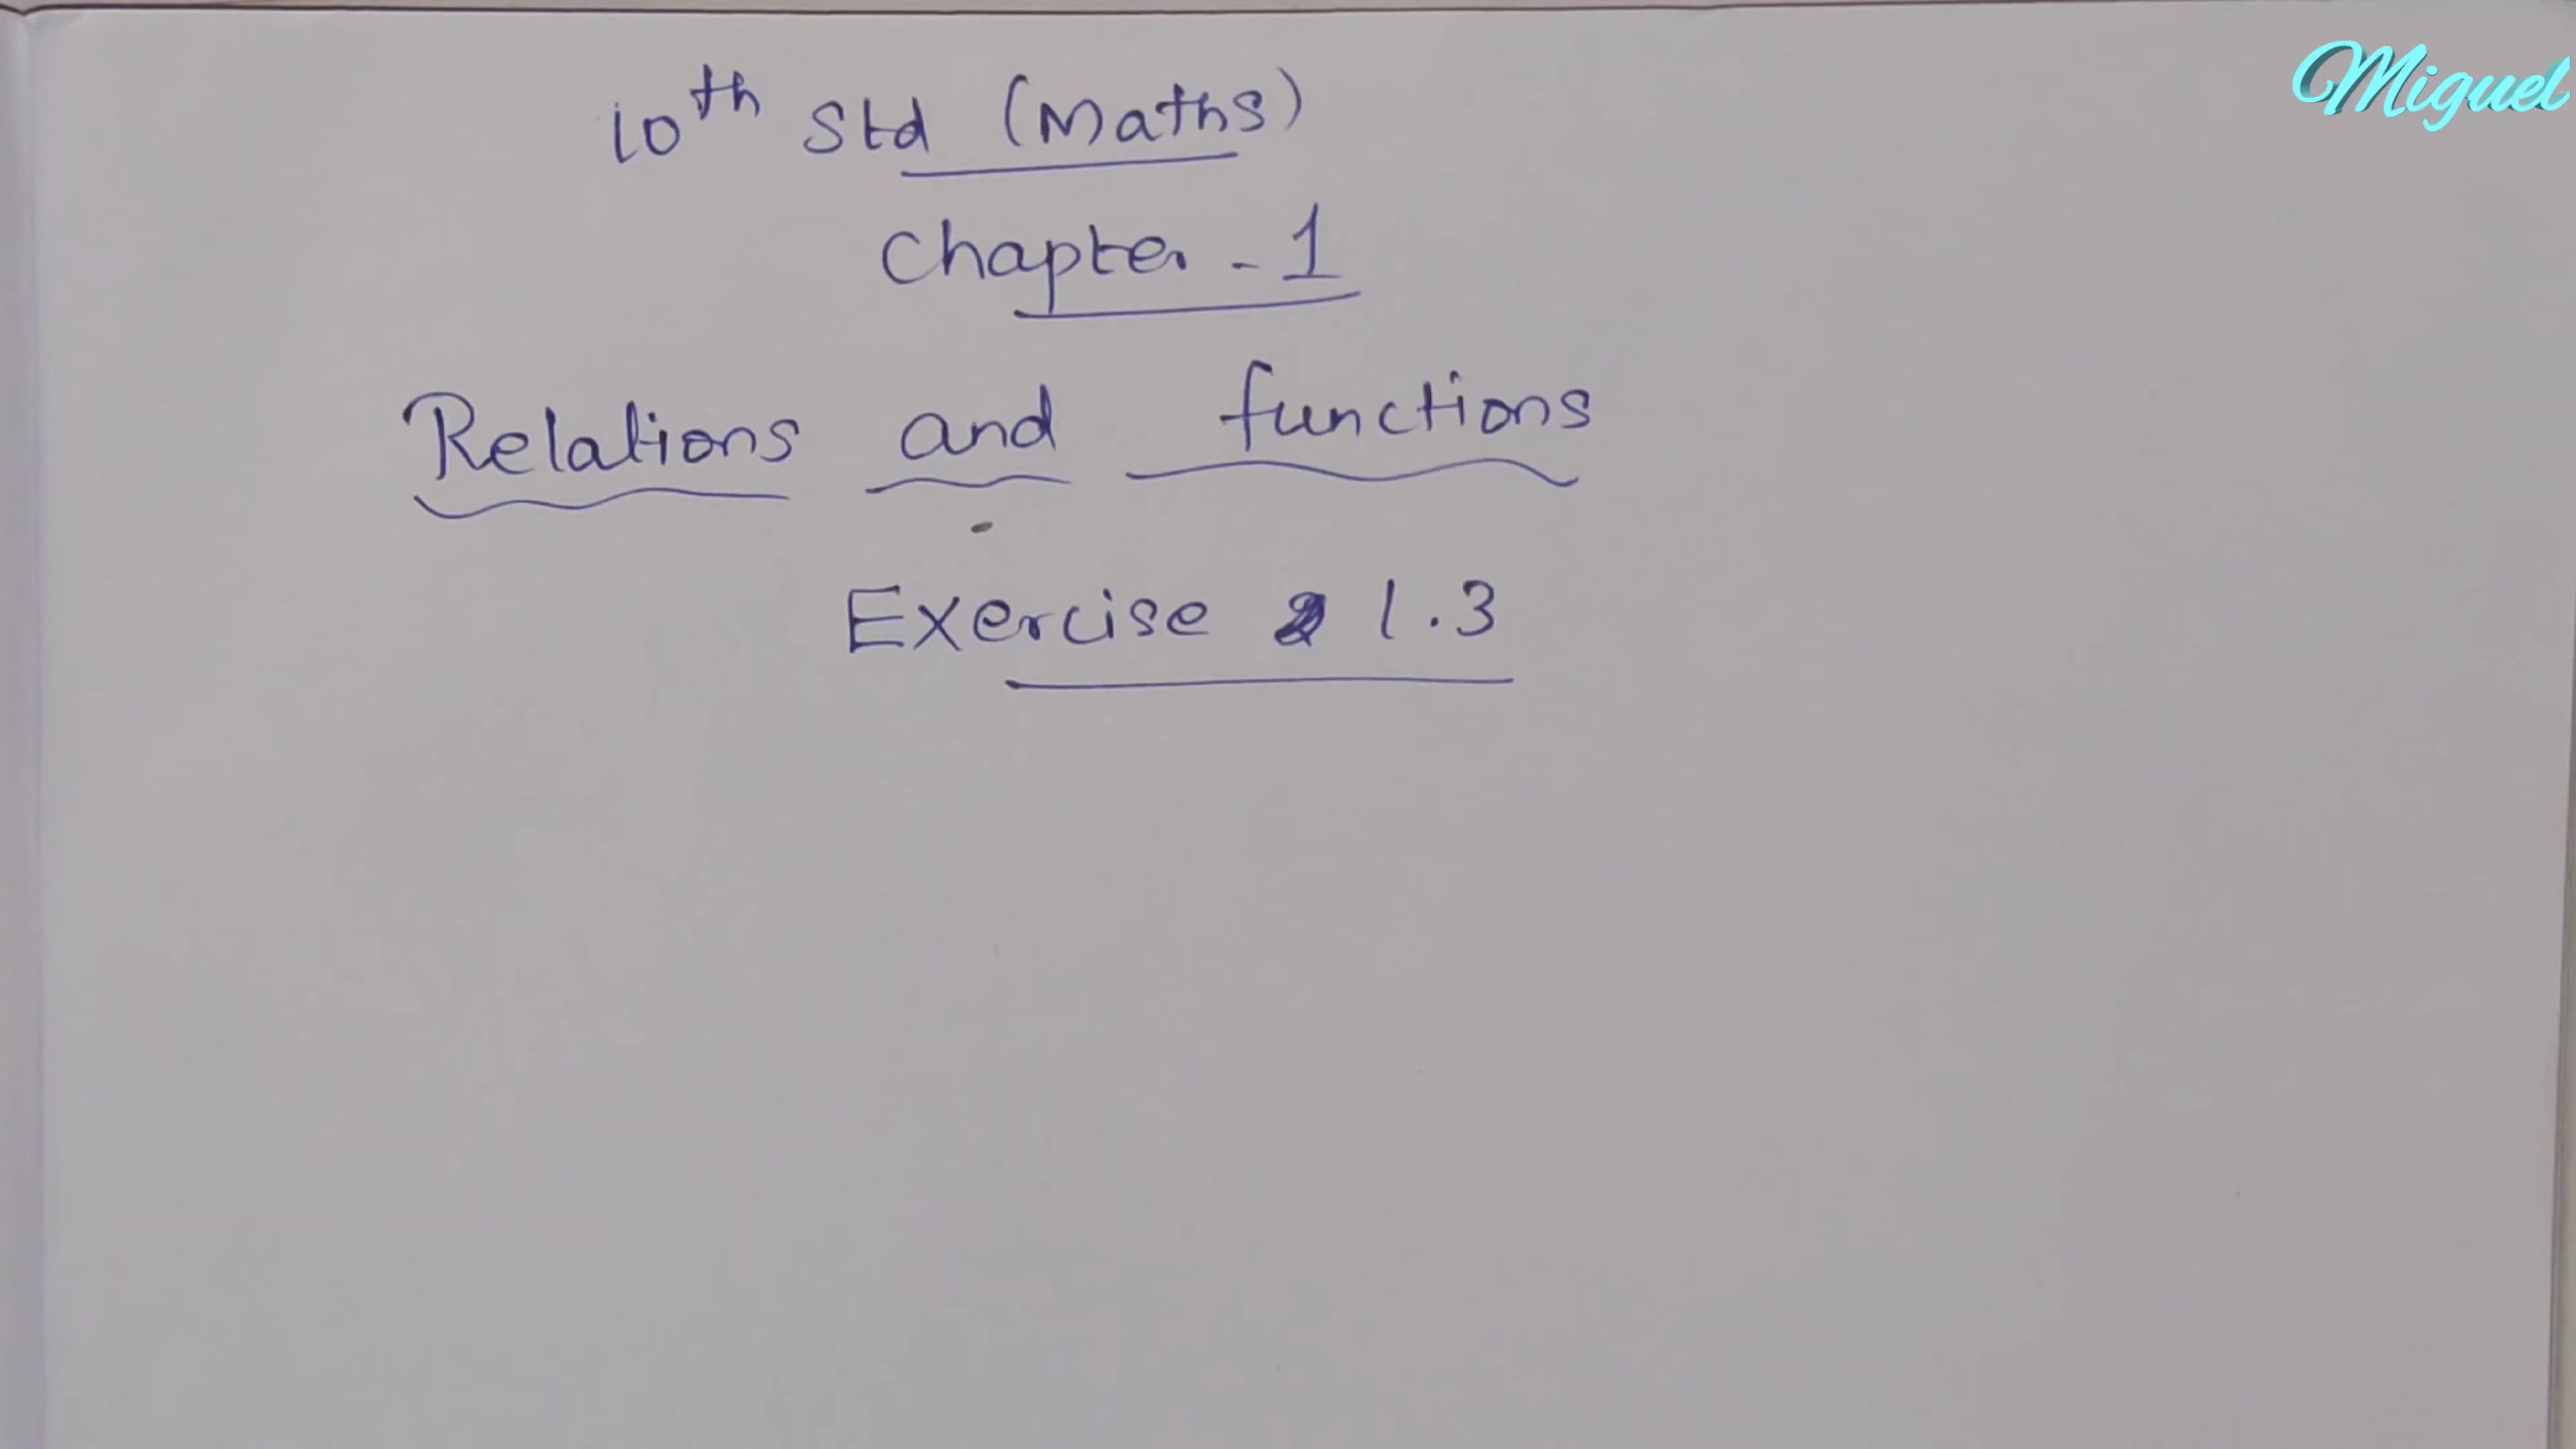 Miguel
10th Std (Maths)
Chapter - 1
Relations and functions
Exercise 1.3